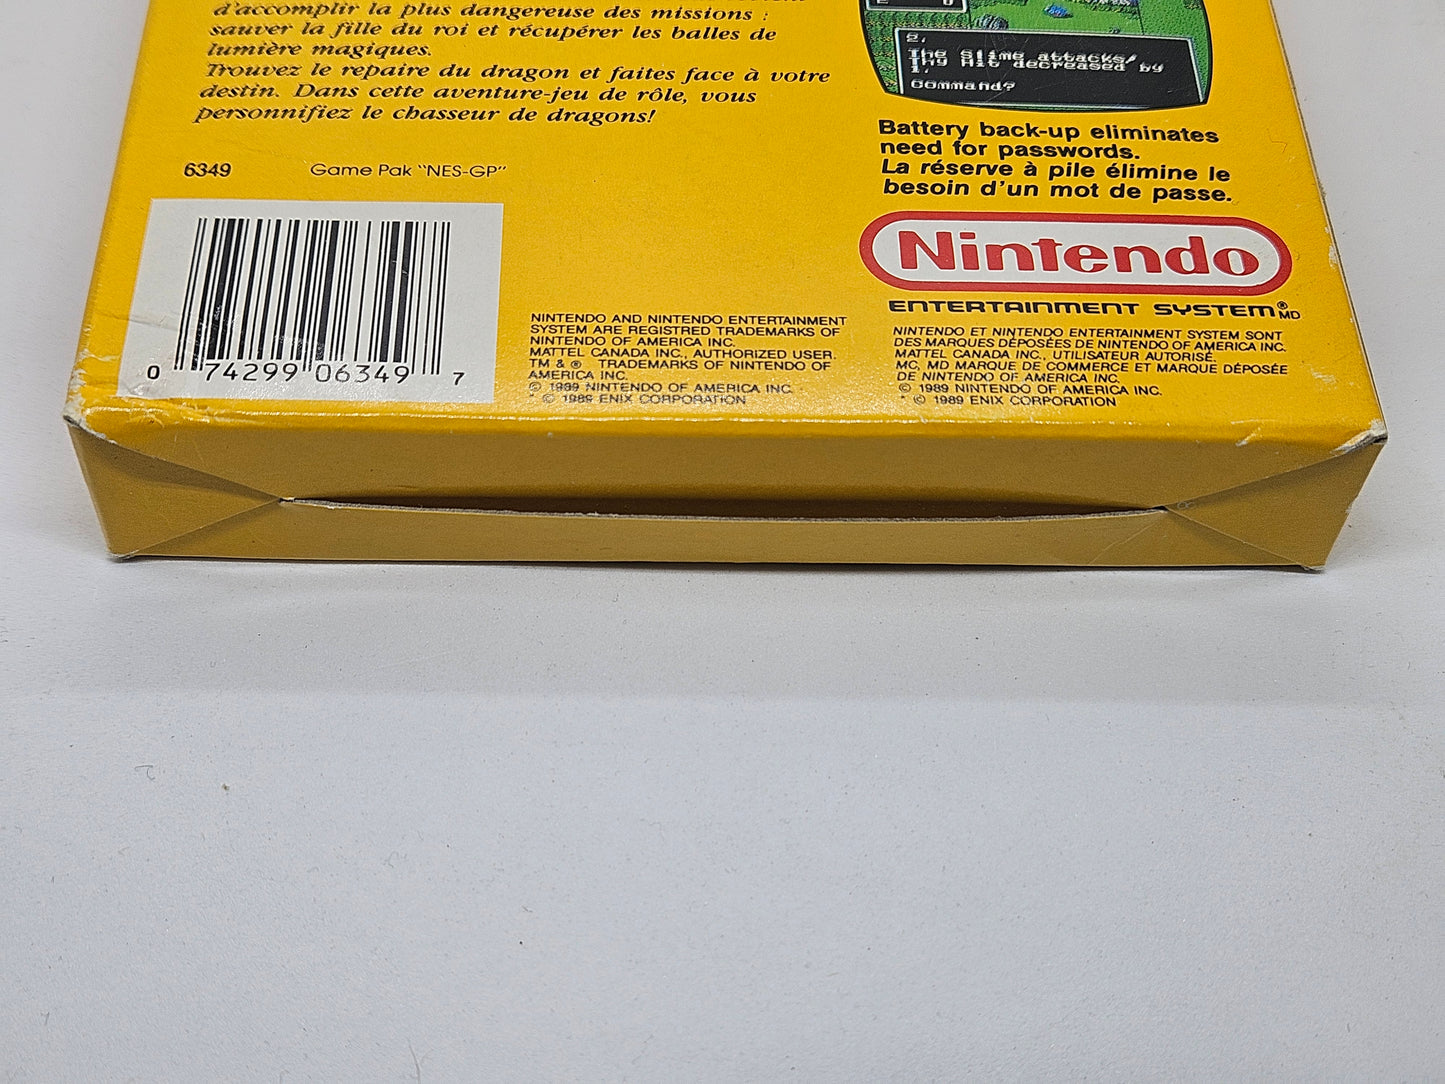 d'accomplir la plus dangereuse des missions :
sauver la fille du roi et récupérer les balles de
lumière magiques.
Trouvez le repaire du dragon et faites face à votre
destin. Dans cette aventure-jeu de rôle, vous
personnifiez le chasseur de dragons!
6349 Game Pak "NES-GP"
0 74299 06349 7
NINTENDO AND NINTENDO ENTERTAINMENT
SYSTEM ARE REGISTRED TRADEMARKS OF
NINTENDO OF AMERICA INC.
MATTEL CANADA INC., AUTHORIZED USER.
TM & ® TRADEMARKS OF NINTENDO OF
AMERICA INC.
© 1989 NINTENDO OF AMERICA INC.
* © 1989 ENIX CORPORATION
E 0
2,
The Slime attacks!
Thy Hit decreased by
1,
Command?
Battery back-up eliminates
need for passwords.
La réserve à pile élimine le
besoin d'un mot de passe.
Nintendo
ENTERTAINMENT SYSTEM® MD
NINTENDO ET NINTENDO ENTERTAINMENT SYSTEM SONT
DES MARQUES DÉPOSÉES DE NINTENDO OF AMERICA INC.
MATTEL CANADA INC., UTILISATEUR AUTORISÉ.
MC, MD MARQUE DE COMMERCE ET MARQUE DÉPOSÉE
DE NINTENDO OF AMERICA INC.
© 1989 NINTENDO OF AMERICA INC.
* © 1989 ENIX CORPORATION